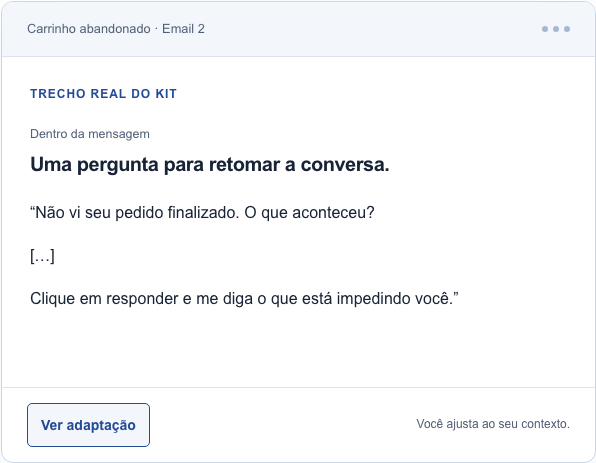 Carrinho abandonado · Email 2
TRECHO REAL DO KIT
Dentro da mensagem
Uma pergunta para retomar a conversa.
“Não vi seu pedido finalizado. O que aconteceu?
[…]
Clique em responder e me diga o que está impedindo você.”
Ver adaptação
Você ajusta ao seu contexto.